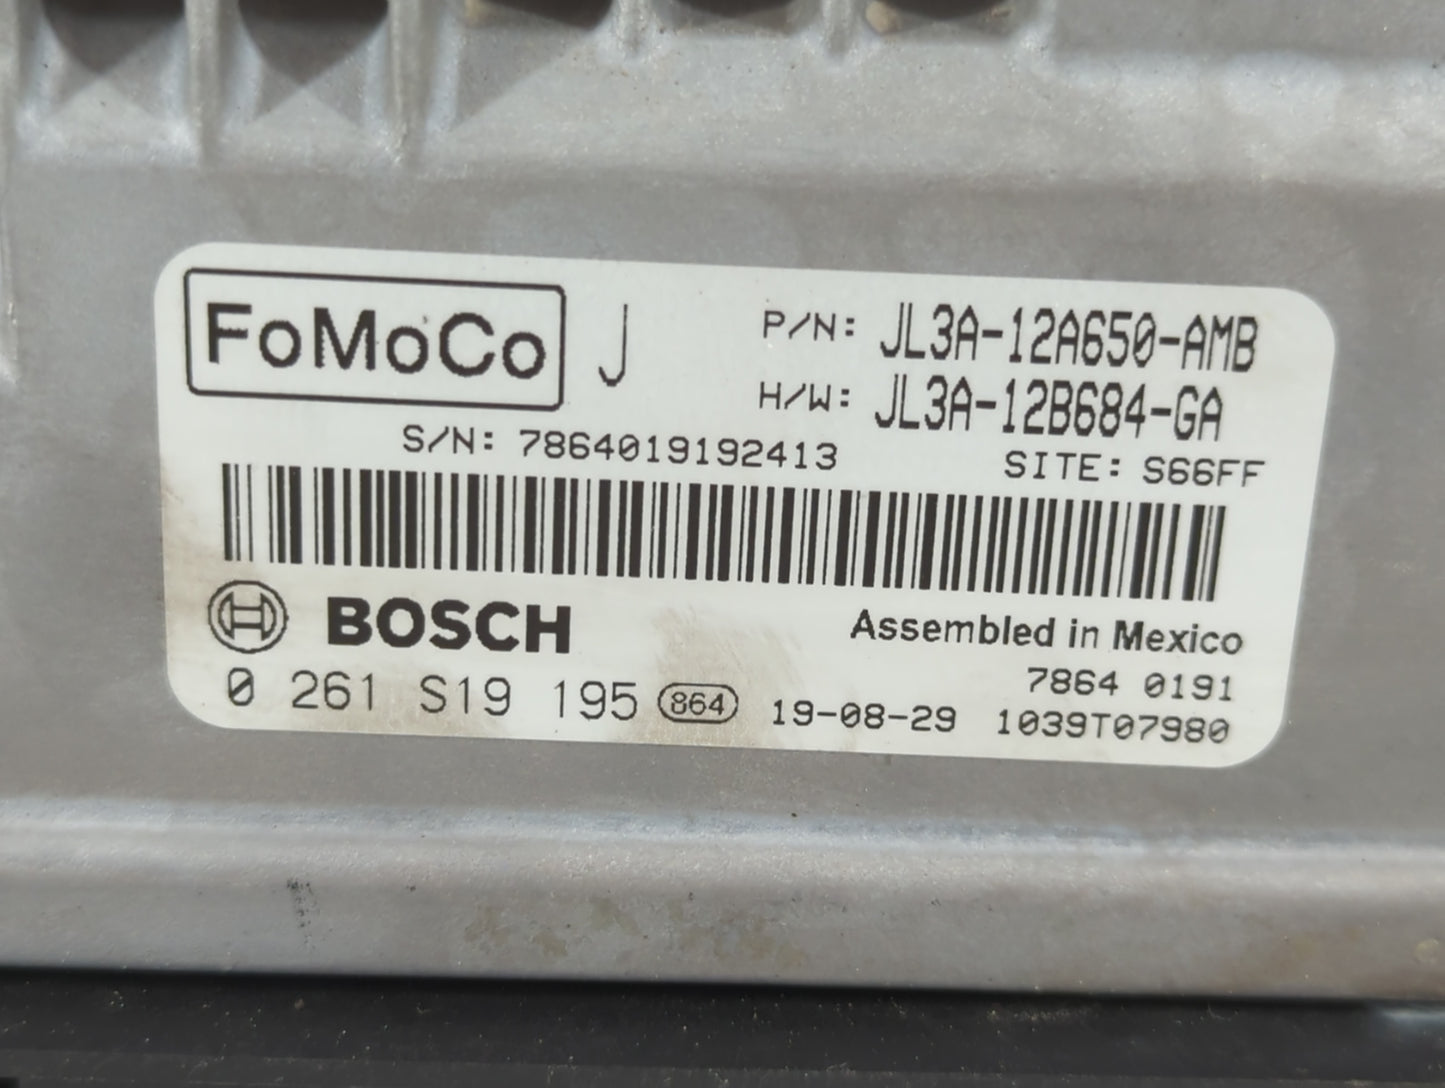 FoMoCo J P/N: JL3A-12A650-AMB
H/W: JL3A-12B684-GA
S/N: 7864019192413 SITE: S66FF
BOSCH Assembled in Mexico
7864 0191
0 261 S19 195 864 19-08-29 1039T07980